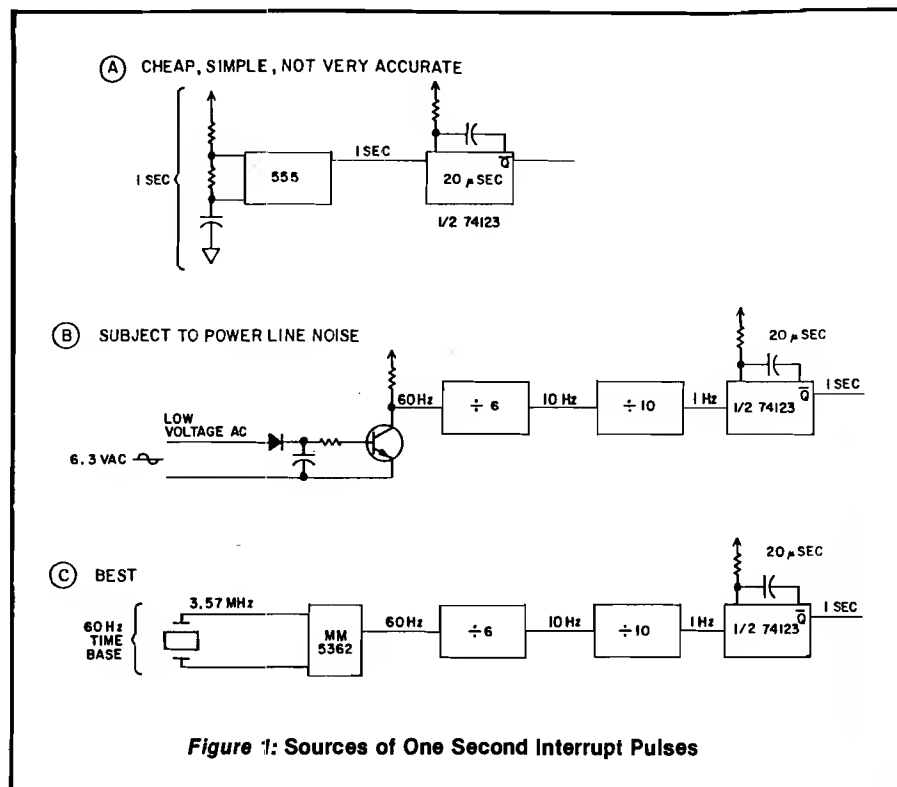 A CHEAP, SIMPLE, NOT VERY ACCURATE
1 SEC
555
1 SEC
20 μSEC
Q̅
1/2 74123
B SUBJECT TO POWER LINE NOISE
LOW
VOLTAGE AC
6.3 VAC
60Hz
÷ 6
10 Hz
÷ 10
1 Hz
20 μSEC
1/2 74123
Q̅
1 SEC
C BEST
60 Hz
TIME
BASE
3.57 MHz
MM
5362
60Hz
÷6
10Hz
÷10
1Hz
20 μSEC
1/2 74123
Q̅
1 SEC
Figure 1: Sources of One Second Interrupt Pulses